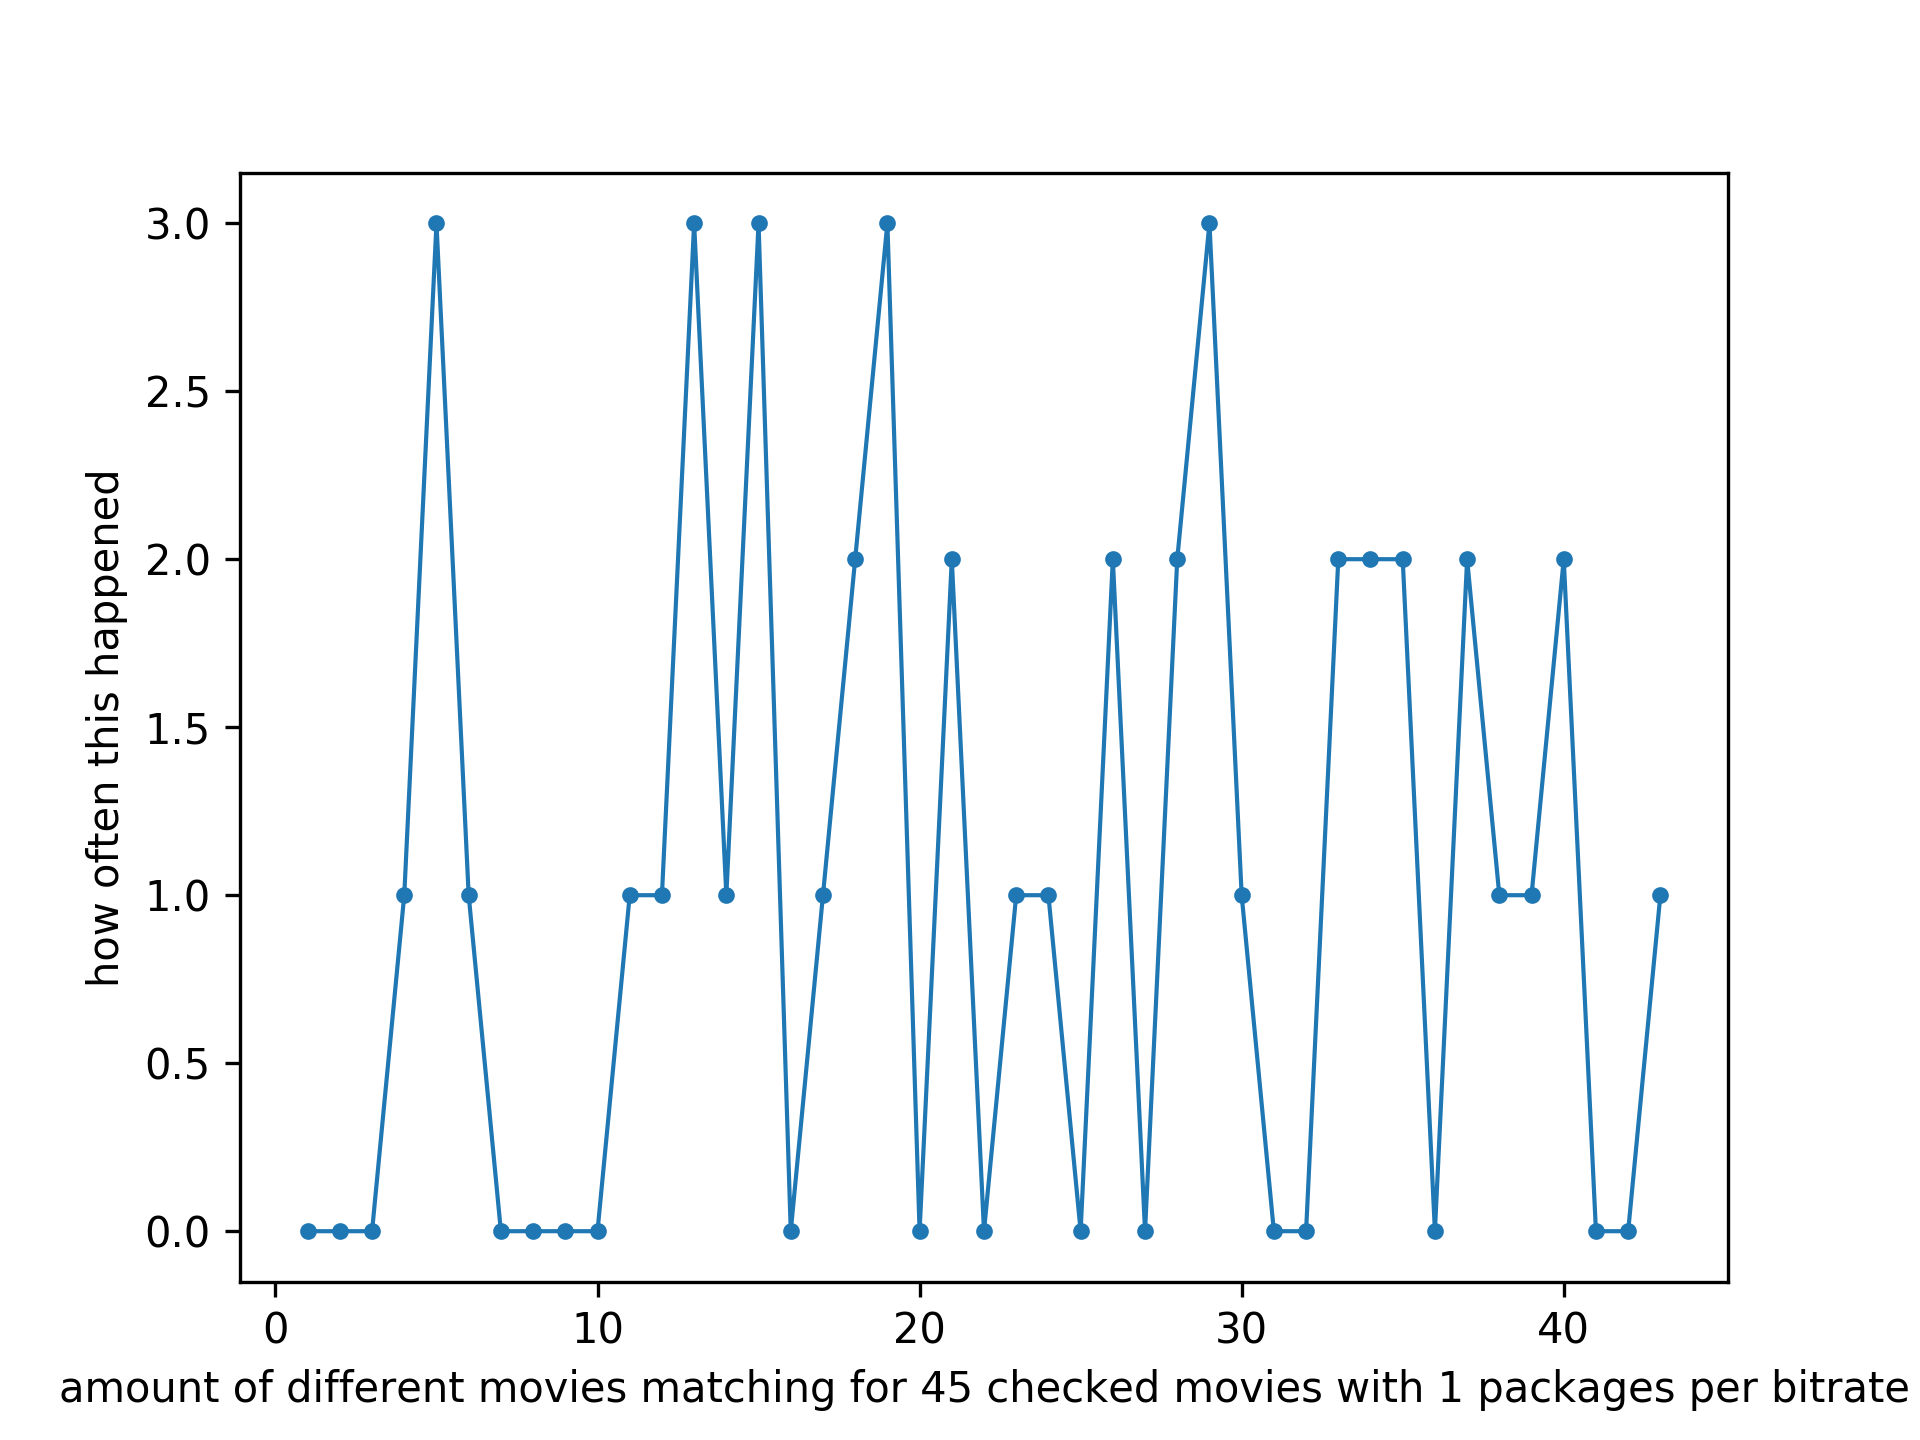 3.0
2.5
2.0
1.5
1.0
0.5
0.0
how often this happened
0 10 20 30 40
amount of different movies matching for 45 checked movies with 1 packages per bitrate